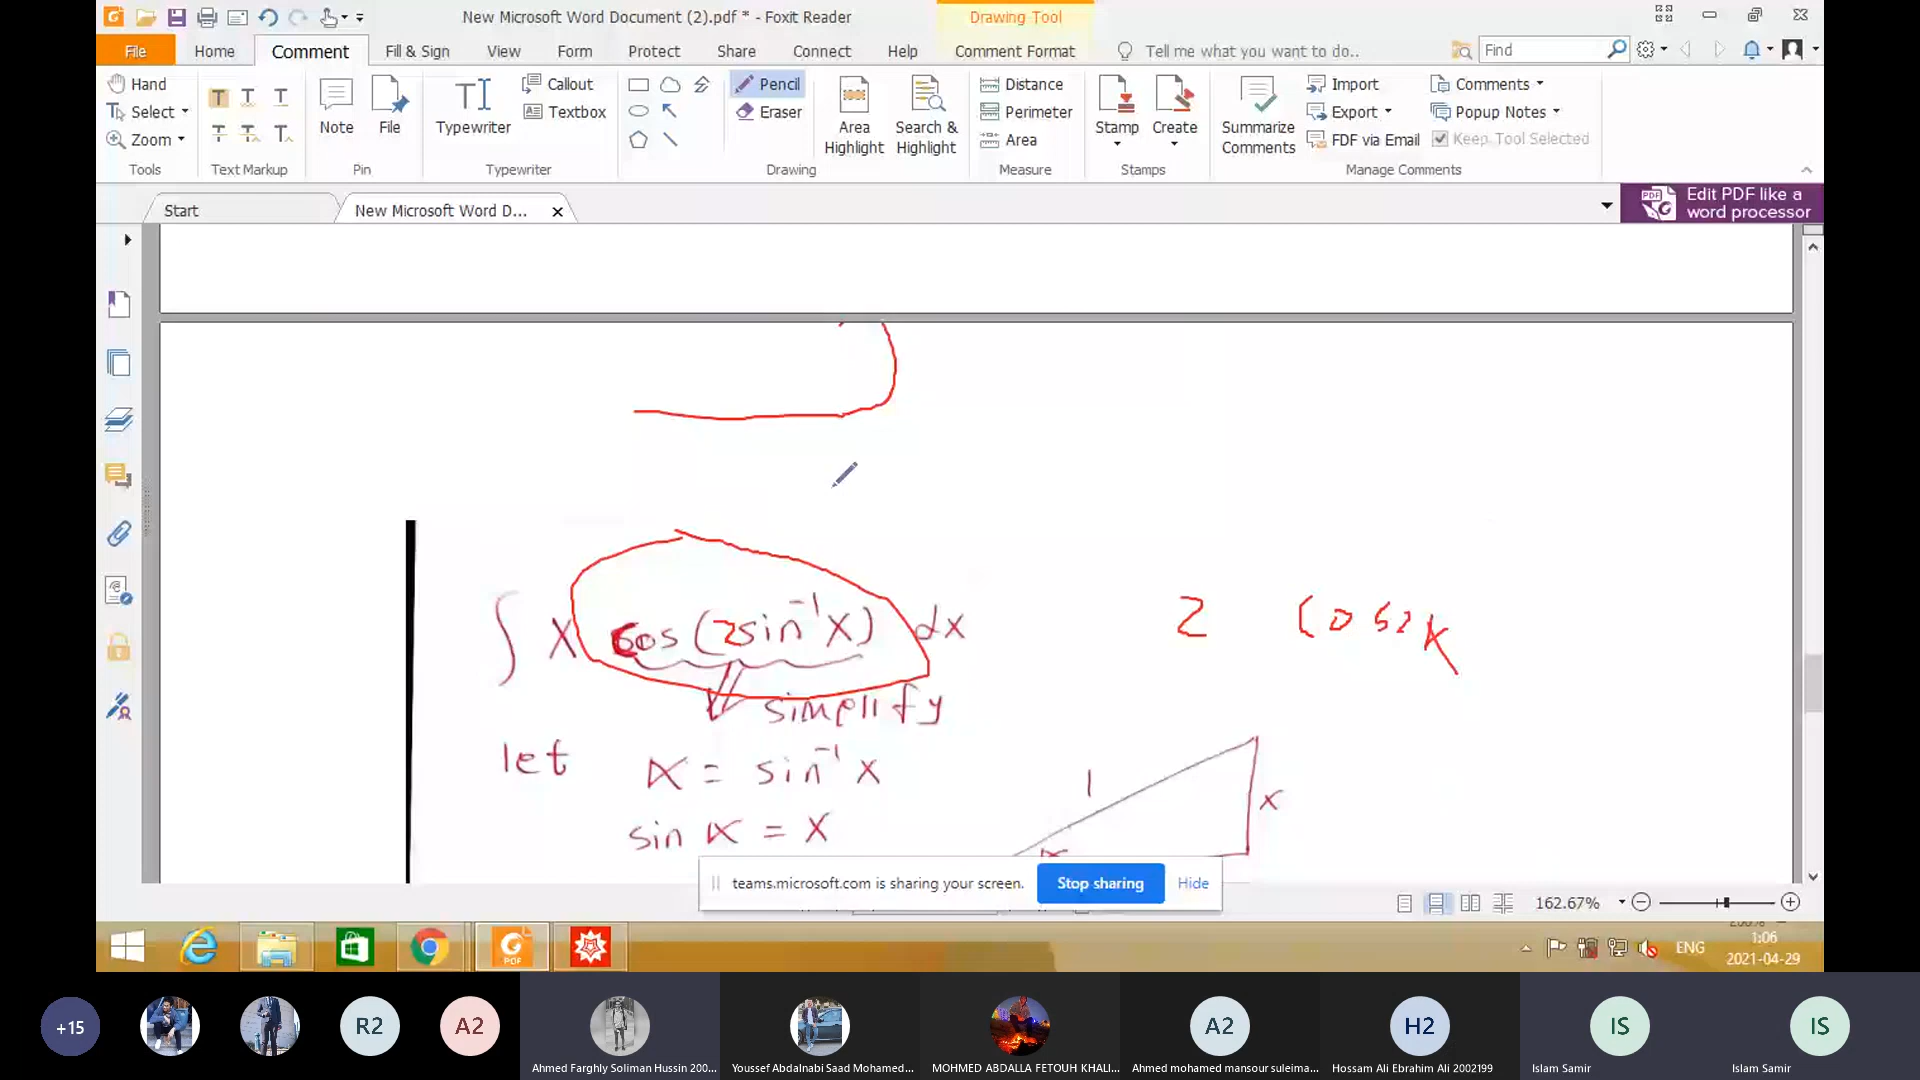 New Microsoft Word Document (2).pdf * - Foxit Reader
Drawing Tool
File Home Comment Fill & Sign View Form Protect Share Connect Help Comment Format Tell me what you want to do.. Find
Hand
Select
Zoom
Tools
Text Markup
Note
File
Pin
Typewriter
Callout
Textbox
Typewriter
Pencil
Eraser
Area Highlight
Search & Highlight
Drawing
Distance
Perimeter
Area
Measure
Stamp
Create
Stamps
Summarize Comments
Import
Export
FDF via Email
Comments
Popup Notes
Keep Tool Selected
Manage Comments
Start
New Microsoft Word D...
Edit PDF like a
word processor
∫ x cos(2sin⁻¹x) dx
2 Cos2α
simplify
let α = sin⁻¹ x
sin α = x
1
x
α
teams.microsoft.com is sharing your screen. Stop sharing Hide
162.67%
ENG
1:06
2021-04-29
+15
R2
A2
Ahmed Farghly Soliman Hussin 200...
Youssef Abdalnabi Saad Mohamed...
MOHMED ABDALLA FETOUH KHALI...
A2
Ahmed mohamed mansour suleima...
H2
Hossam Ali Ebrahim Ali 2002199
IS
Islam Samir
IS
Islam Samir